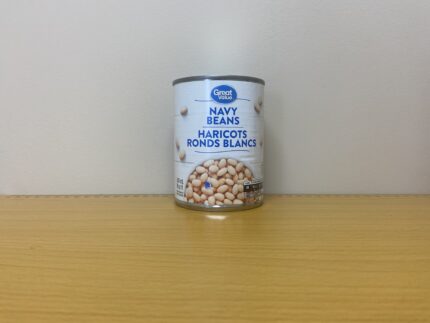 Great
Value
NAVY
BEANS
HARICOTS
RONDS BLANCS